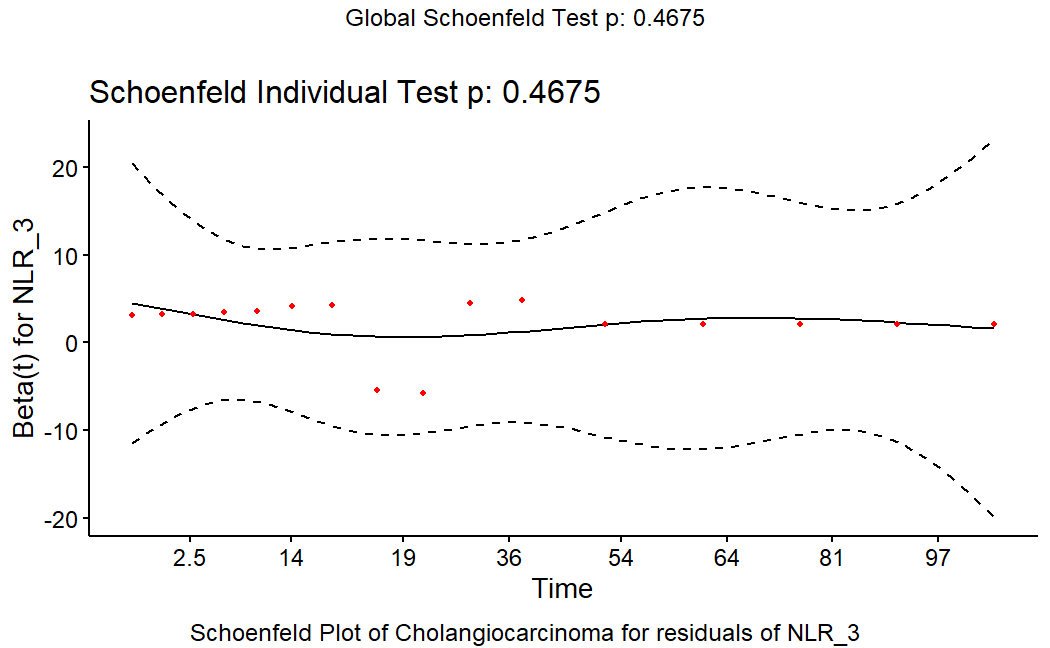 Global Schoenfeld Test p: 0.4675
Schoenfeld Individual Test p: 0.4675
Beta(t) for NLR_3
20
10
0
-10
-20
2.5 14 19 36 54 64 81 97
Time
Schoenfeld Plot of Cholangiocarcinoma for residuals of NLR_3